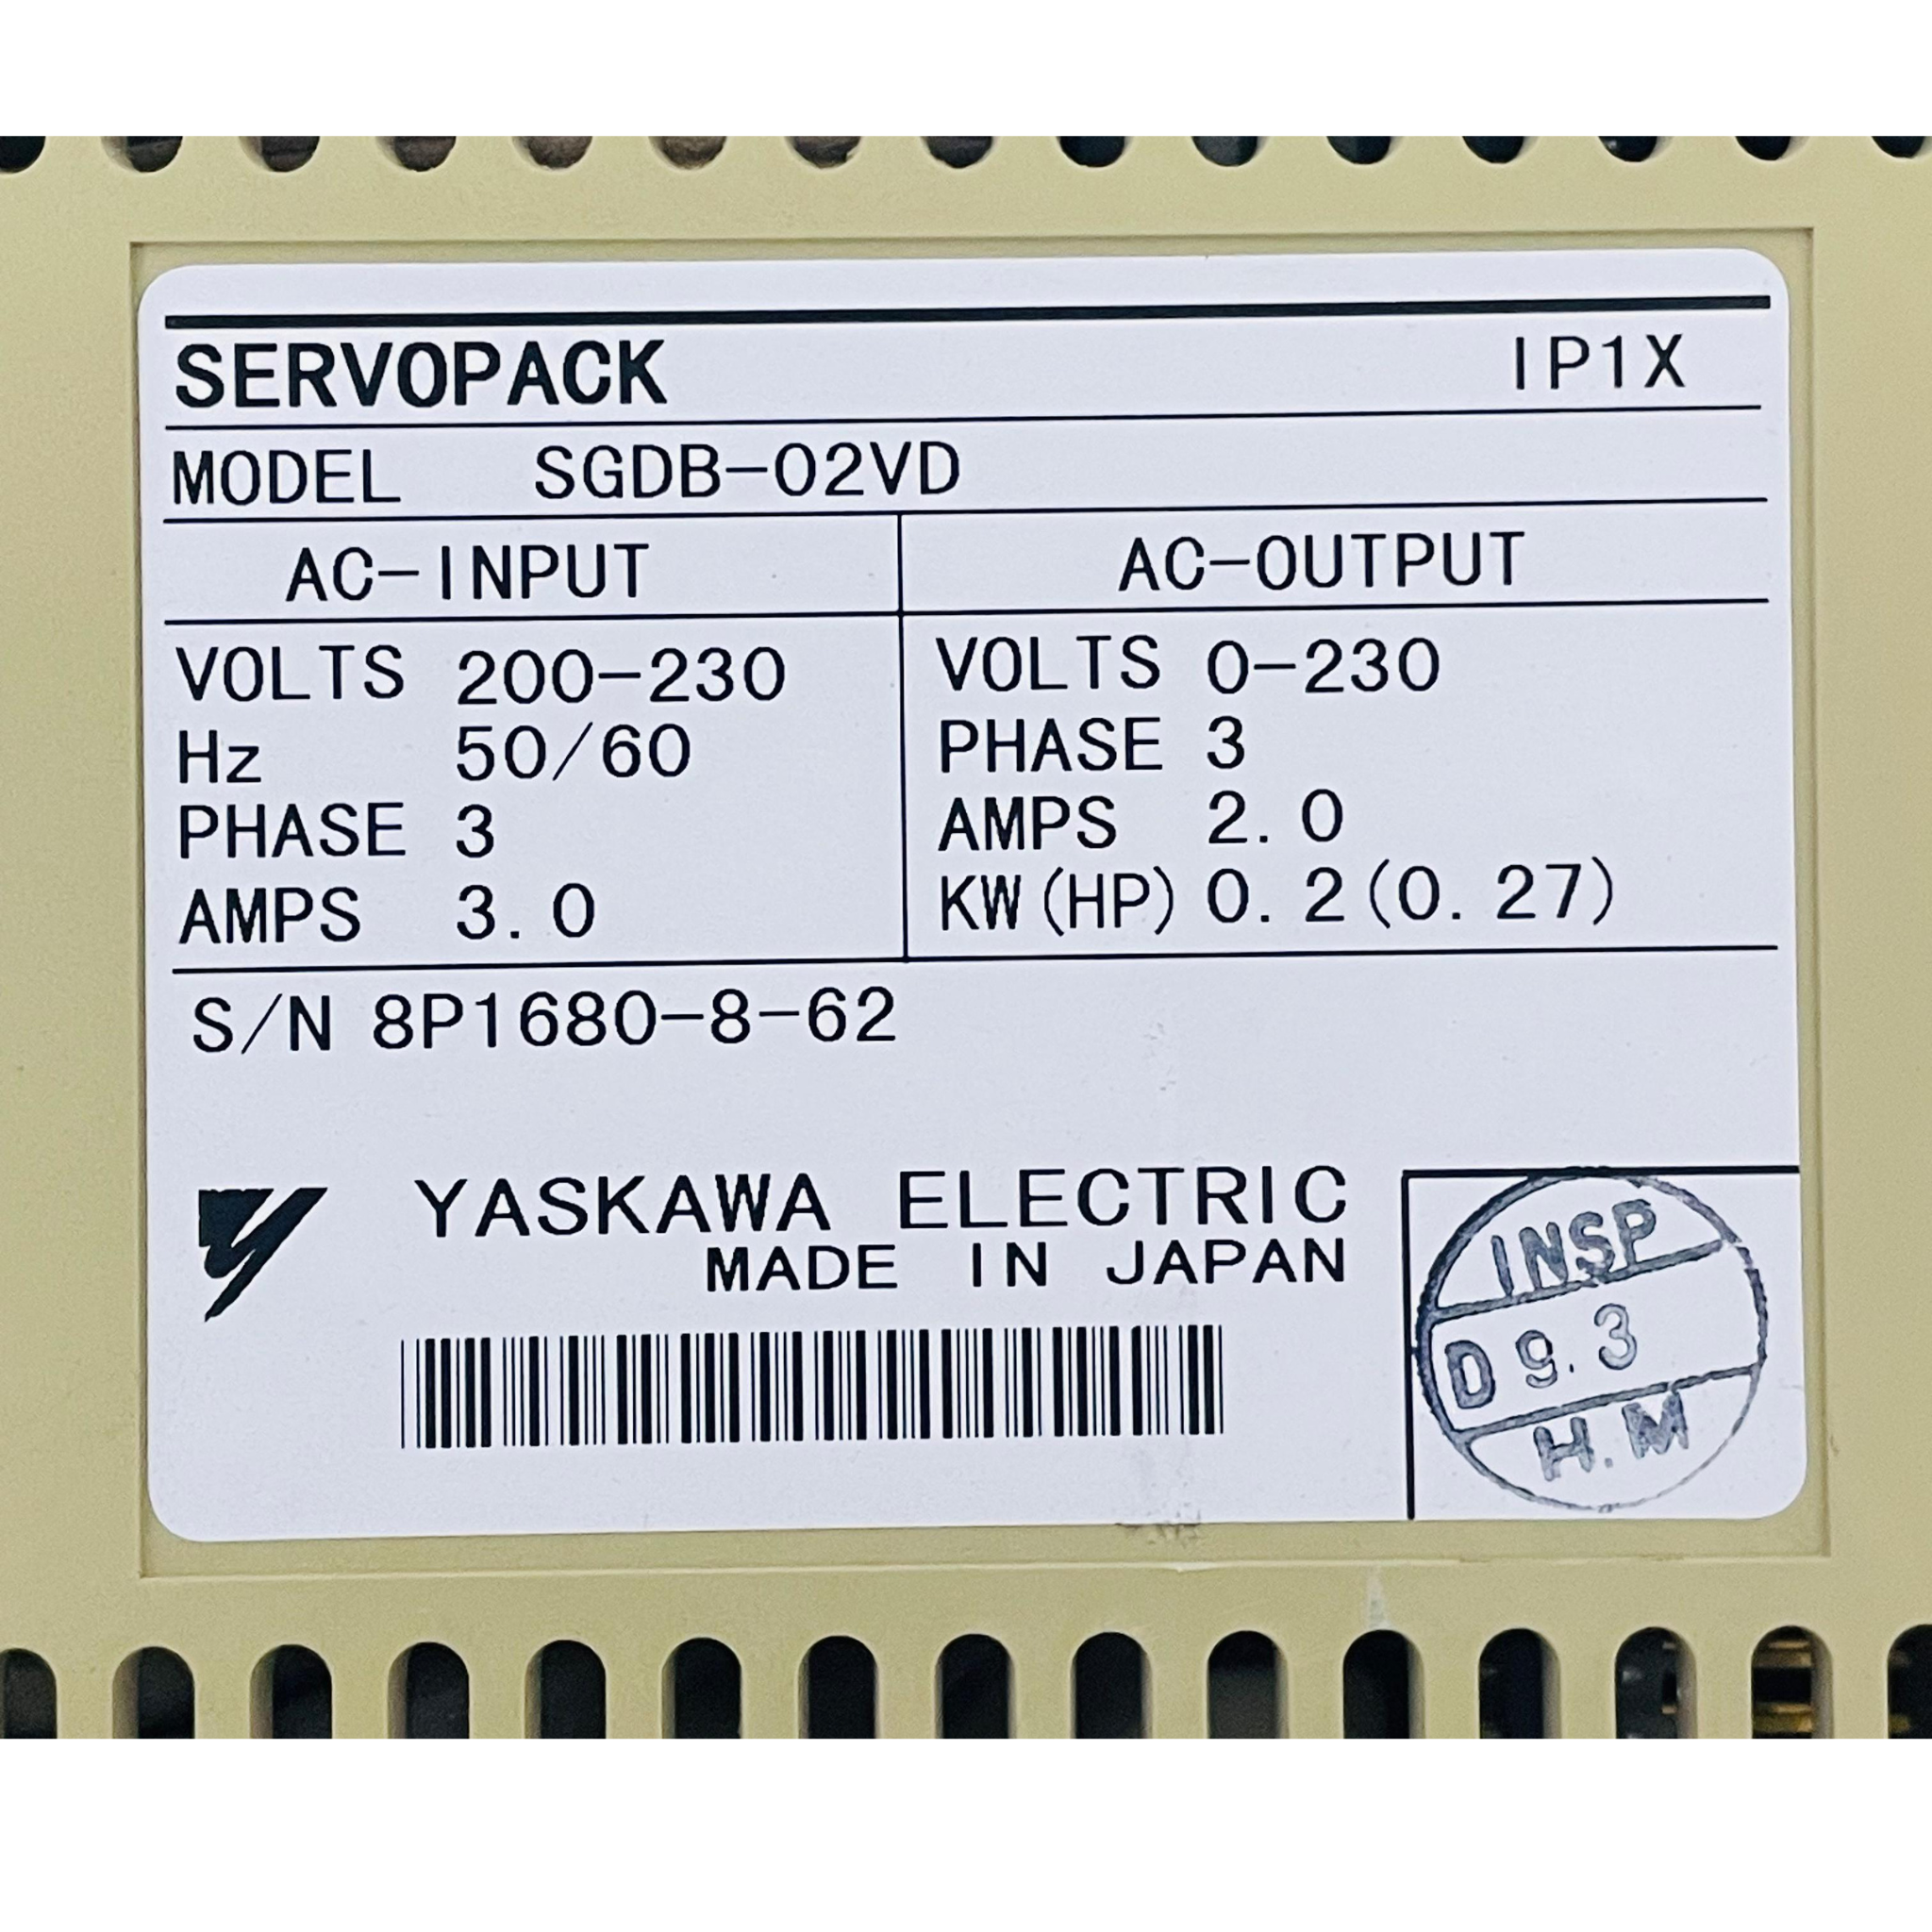 SERVOPACK IP1X
MODEL SGDB-02VD
AC-INPUT AC-OUTPUT
VOLTS 200-230 VOLTS 0-230
Hz 50/60 PHASE 3
PHASE 3 AMPS 2.0
AMPS 3.0 KW(HP) 0.2(0.27)
S/N 8P1680-8-62
YASKAWA ELECTRIC
MADE IN JAPAN
INSP
D 9.3
H.M